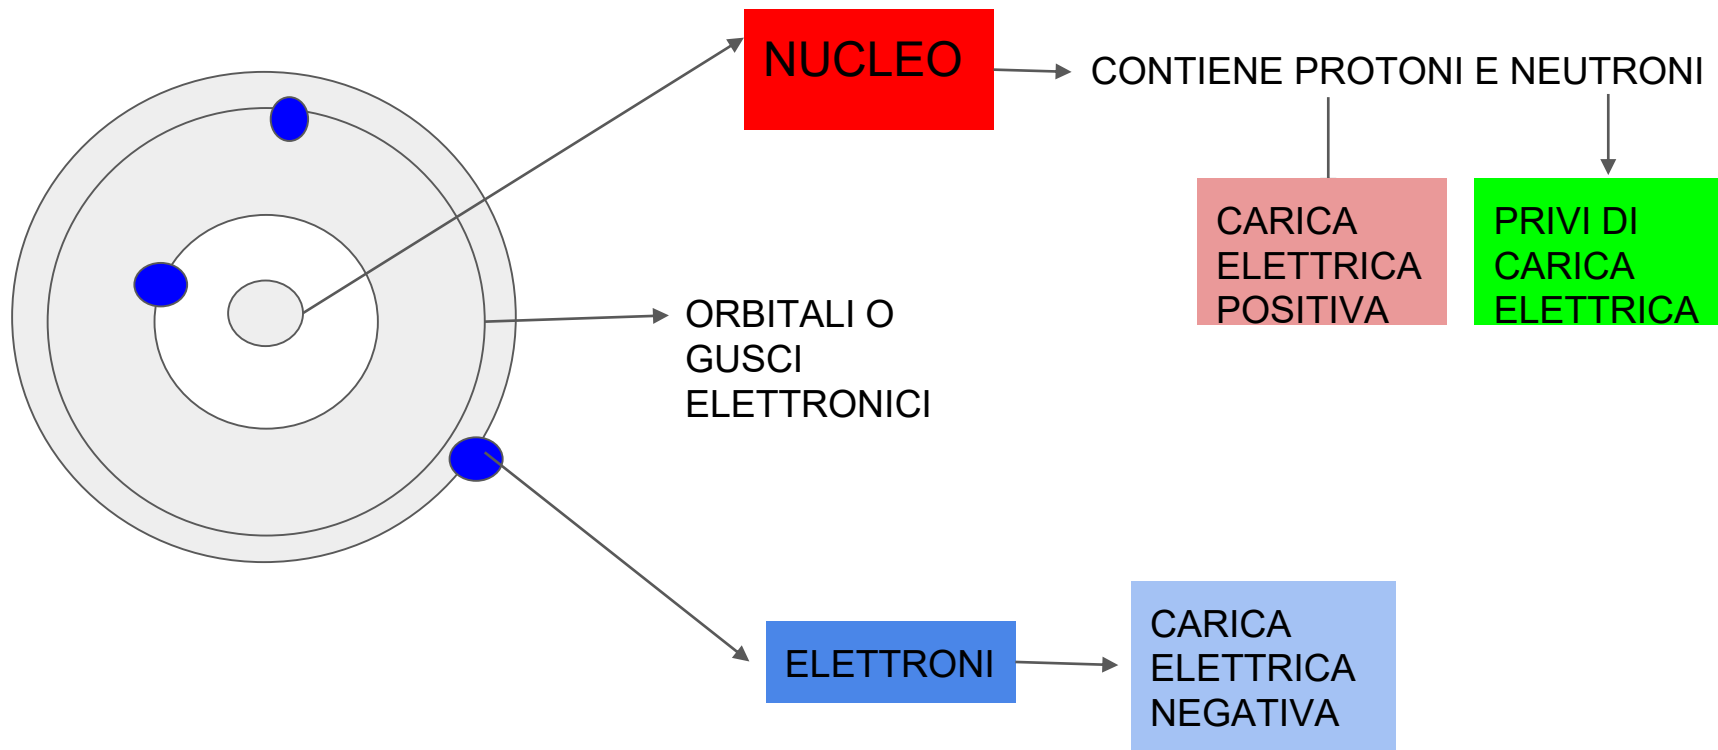 NUCLEO
CONTIENE PROTONI E NEUTRONI
CARICA
ELETTRICA
POSITIVA
PRIVI DI
CARICA
ELETTRICA
ORBITALI O
GUSCI
ELETTRONICI
ELETTRONI
CARICA
ELETTRICA
NEGATIVA